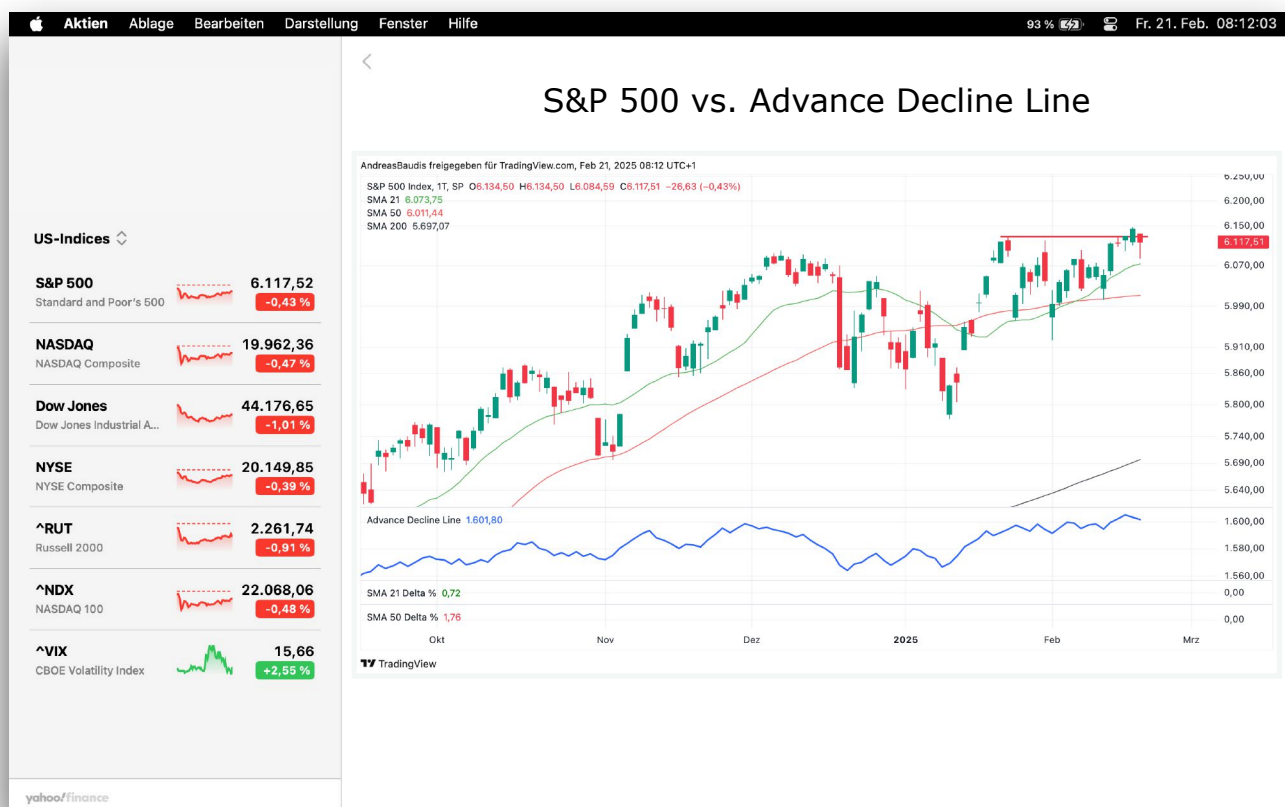 Aktien Ablage Bearbeiten Darstellung Fenster Hilfe 93 % Fr. 21. Feb. 08:12:03
S&P 500 vs. Advance Decline Line
US-Indices
S&P 500 6.117,52
Standard and Poor's 500 -0,43 %
NASDAQ 19.962,36
NASDAQ Composite -0,47 %
Dow Jones 44.176,65
Dow Jones Industrial A... -1,01 %
NYSE 20.149,85
NYSE Composite -0,39 %
^RUT 2.261,74
Russell 2000 -0,91 %
^NDX 22.068,06
NASDAQ 100 -0,48 %
^VIX 15,66
CBOE Volatility Index +2,55 %
yahoo!finance
AndreasBaudis freigegeben für TradingView.com, Feb 21, 2025 08:12 UTC+1
S&P 500 Index, 1T, SP O6.134,50 H6.134,50 L6.084,59 C6.117,51 −26,63 (−0,43%)
SMA 21 6.073,75
SMA 50 6.011,44
SMA 200 5.697,07
6.250,00
6.200,00
6.150,00
6.117,51
6.070,00
5.990,00
5.910,00
5.860,00
5.800,00
5.740,00
5.690,00
5.640,00
Advance Decline Line 1.601,80
1.600,00
1.580,00
1.560,00
SMA 21 Delta % 0,72 0,00
SMA 50 Delta % 1,76 0,00
Okt Nov Dez 2025 Feb Mrz
TradingView